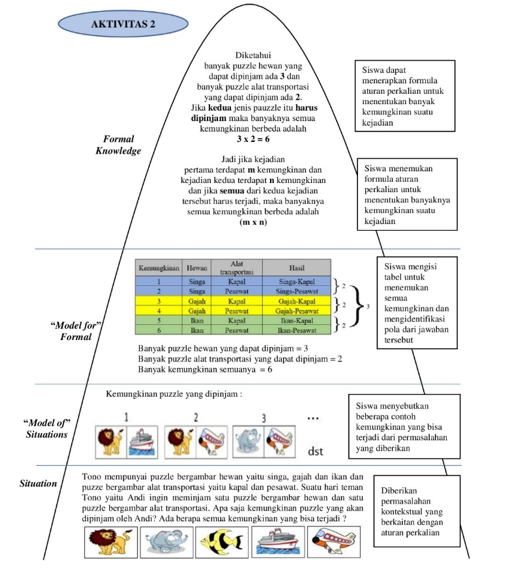 AKTIVITAS 2
Diketahui
banyak puzzle hewan yang
dapat dipinjam ada 3 dan
banyak puzzle alat transportasi
yang dapat dipinjam ada 2.
Jika kedua jenis pauzzle itu harus
dipinjam maka banyaknya semua
kemungkinan berbeda adalah
3 x 2 = 6
Jadi jika kejadian
pertama terdapat m kemungkinan dan
kejadian kedua terdapat n kemungkinan
dan jika semua dari kedua kejadian
tersebut harus terjadi, maka banyaknya
semua kemungkinan berbeda adalah
(m x n)
Formal
Knowledge
Siswa dapat
menerapkan formula
aturan perkalian untuk
menentukan banyak
kemungkinan suatu
kejadian
Siswa menemukan
formula aturan
perkalian untuk
menentukan banyaknya
kemungkinan suatu
kejadian
"Model for"
Formal
Kemungkinan Hewan Alat transportasi Hasil
1 Singa Kapal Singa-Kapal
2 Singa Pesawat Singa-Pesawat
3 Gajah Kapal Gajah-Kapal
4 Gajah Pesawat Gajah-Pesawat
5 Ikan Kapal Ikan-Kapal
6 Ikan Pesawat Ikan-Pesawat
2
2
2
3
Banyak puzzle hewan yang dapat dipinjam = 3
Banyak puzzle alat transportasi yang dapat dipinjam = 2
Banyak kemungkinan semuanya = 6
Siswa mengisi
tabel untuk
menemukan
semua
kemungkinan dan
mengidentifikasi
pola dari jawaban
tersebut
"Model of"
Situations
Kemungkinan puzzle yang dipinjam :
1 2 3 ...
dst
Siswa menyebutkan
beberapa contoh
kemungkinan yang bisa
terjadi dari permasalahan
yang diberikan
Situation
Tono mempunyai puzzle bergambar hewan yaitu singa, gajah dan ikan dan
puzze bergambar alat transportasi yaitu kapal dan pesawat. Suatu hari teman
Tono yaitu Andi ingin meminjam satu puzzle bergambar hewan dan satu
puzzle bergambar alat transportasi. Apa saja kemungkinan puzzle yang akan
dipinjam oleh Andi? Ada berapa semua kemungkinan yang bisa terjadi ?
Diberikan
permasalahan
kontekstual yang
berkaitan dengan
aturan perkalian